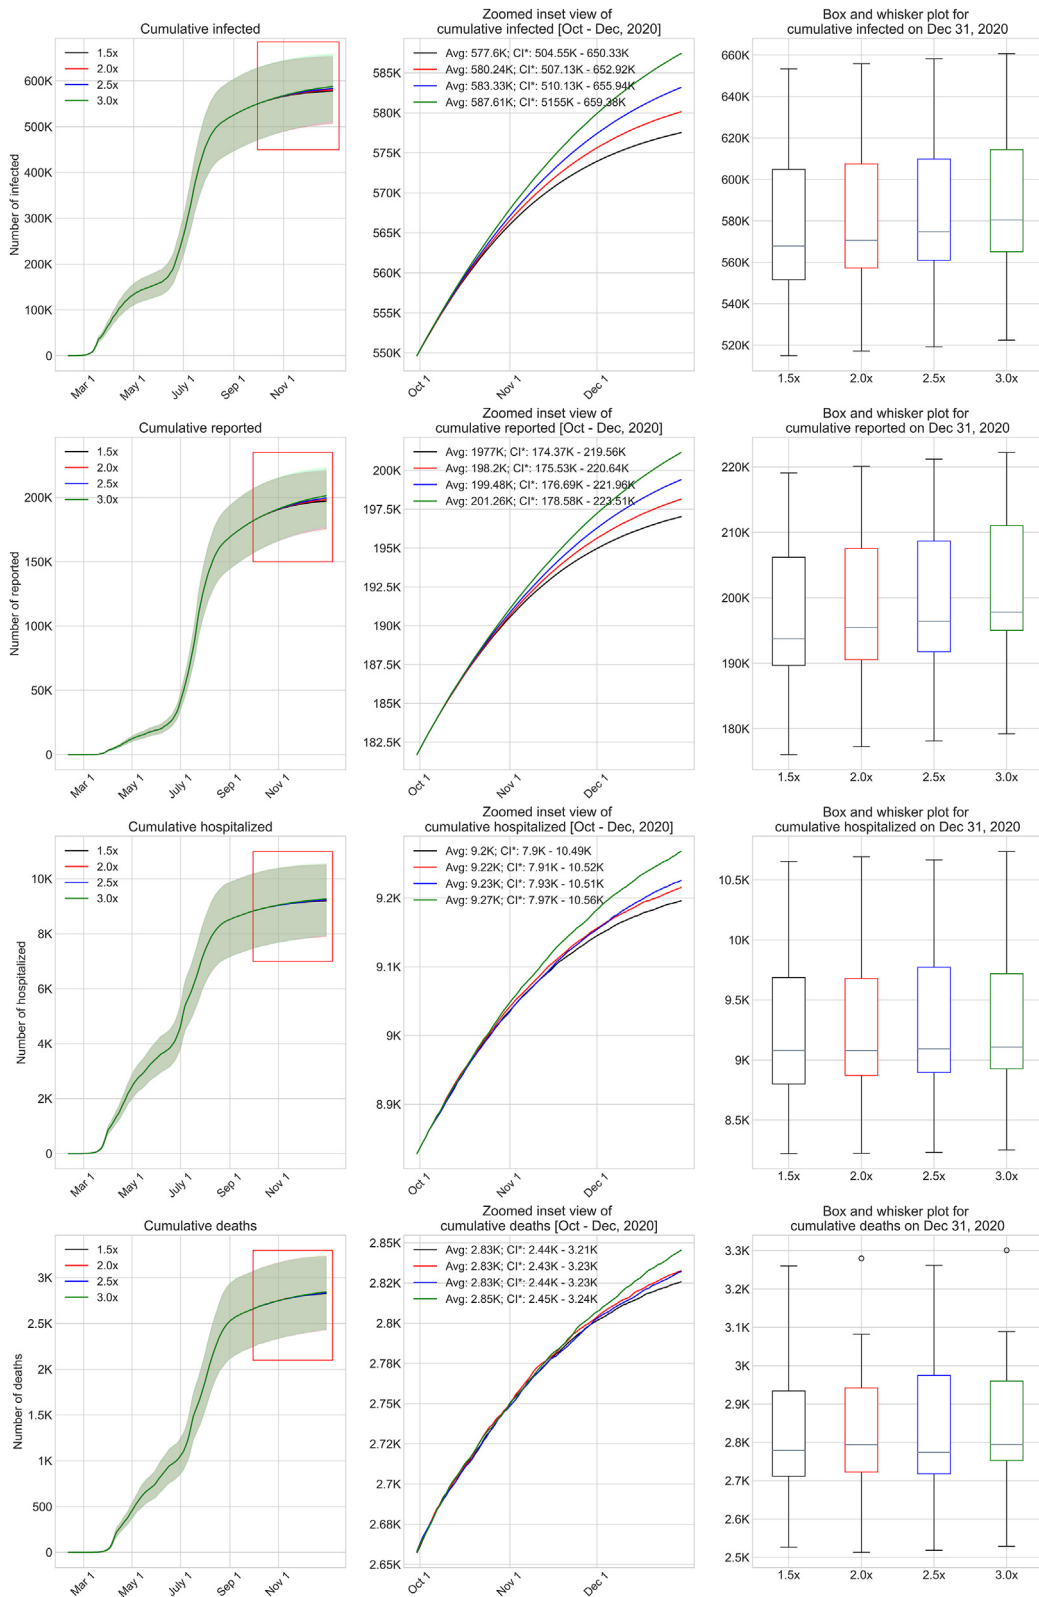 Cumulative infected
1.5x
2.0x
2.5x
3.0x
Number of infected
600K
500K
400K
300K
200K
100K
0
Mar 1
May 1
July 1
Sep 1
Nov 1
Zoomed inset view of
cumulative infected [Oct - Dec, 2020]
Avg: 577.6K; CI*: 504.55K - 650.33K
Avg: 580.24K; CI*: 507.13K - 652.92K
Avg: 583.33K; CI*: 510.13K - 655.94K
Avg: 587.61K; CI*: 5155K - 659.38K
585K
580K
575K
570K
565K
560K
555K
550K
Oct 1
Nov 1
Dec 1
Box and whisker plot for
cumulative infected on Dec 31, 2020
660K
640K
620K
600K
580K
560K
540K
520K
1.5x
2.0x
2.5x
3.0x
Cumulative reported
1.5x
2.0x
2.5x
3.0x
Number of reported
200K
150K
100K
50K
0
Mar 1
May 1
July 1
Sep 1
Nov 1
Zoomed inset view of
cumulative reported [Oct - Dec, 2020]
Avg: 1977K; CI*: 174.37K - 219.56K
Avg: 198.2K; CI*: 175.53K - 220.64K
Avg: 199.48K; CI*: 176.69K - 221.96K
Avg: 201.26K; CI*: 178.58K - 223.51K
200K
197.5K
195K
192.5K
190K
187.5K
185K
182.5K
Oct 1
Nov 1
Dec 1
Box and whisker plot for
cumulative reported on Dec 31, 2020
220K
210K
200K
190K
180K
1.5x
2.0x
2.5x
3.0x
Cumulative hospitalized
1.5x
2.0x
2.5x
3.0x
Number of hospitalized
10K
8K
6K
4K
2K
0
Mar 1
May 1
July 1
Sep 1
Nov 1
Zoomed inset view of
cumulative hospitalized [Oct - Dec, 2020]
Avg: 9.2K; CI*: 7.9K - 10.49K
Avg: 9.22K; CI*: 7.91K - 10.52K
Avg: 9.23K; CI*: 7.93K - 10.51K
Avg: 9.27K; CI*: 7.97K - 10.56K
9.2K
9.1K
9K
8.9K
Oct 1
Nov 1
Dec 1
Box and whisker plot for
cumulative hospitalized on Dec 31, 2020
10.5K
10K
9.5K
9K
8.5K
1.5x
2.0x
2.5x
3.0x
Cumulative deaths
1.5x
2.0x
2.5x
3.0x
Number of deaths
3K
2.5K
2K
1.5K
1K
500
0
Mar 1
May 1
July 1
Sep 1
Nov 1
Zoomed inset view of
cumulative deaths [Oct - Dec, 2020]
Avg: 2.83K; CI*: 2.44K - 3.21K
Avg: 2.83K; CI*: 2.43K - 3.23K
Avg: 2.83K; CI*: 2.44K - 3.23K
Avg: 2.85K; CI*: 2.45K - 3.24K
2.85K
2.82K
2.8K
2.78K
2.75K
2.72K
2.7K
2.68K
2.65K
Oct 1
Nov 1
Dec 1
Box and whisker plot for
cumulative deaths on Dec 31, 2020
3.3K
3.2K
3.1K
3K
2.9K
2.8K
2.7K
2.6K
2.5K
1.5x
2.0x
2.5x
3.0x